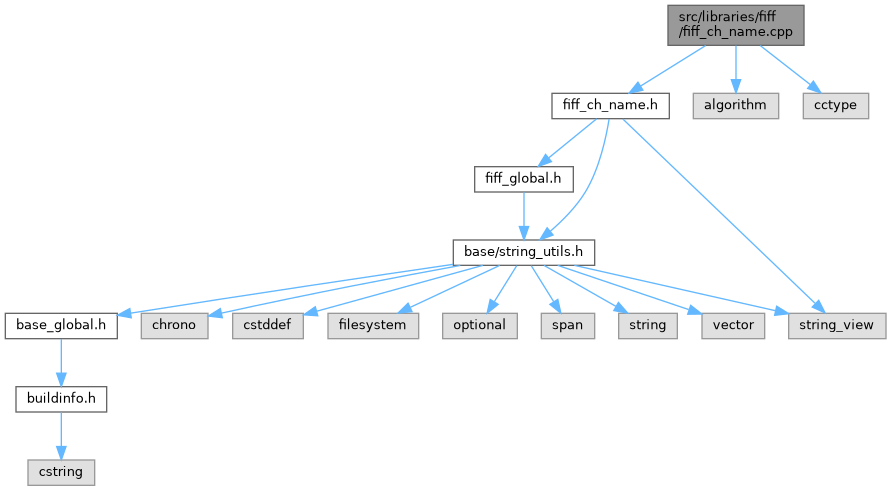 src/libraries/fiff
/fiff_ch_name.cpp
fiff_ch_name.h
algorithm
cctype
fiff_global.h
base/string_utils.h
base_global.h
chrono
cstddef
filesystem
optional
span
string
vector
string_view
buildinfo.h
cstring